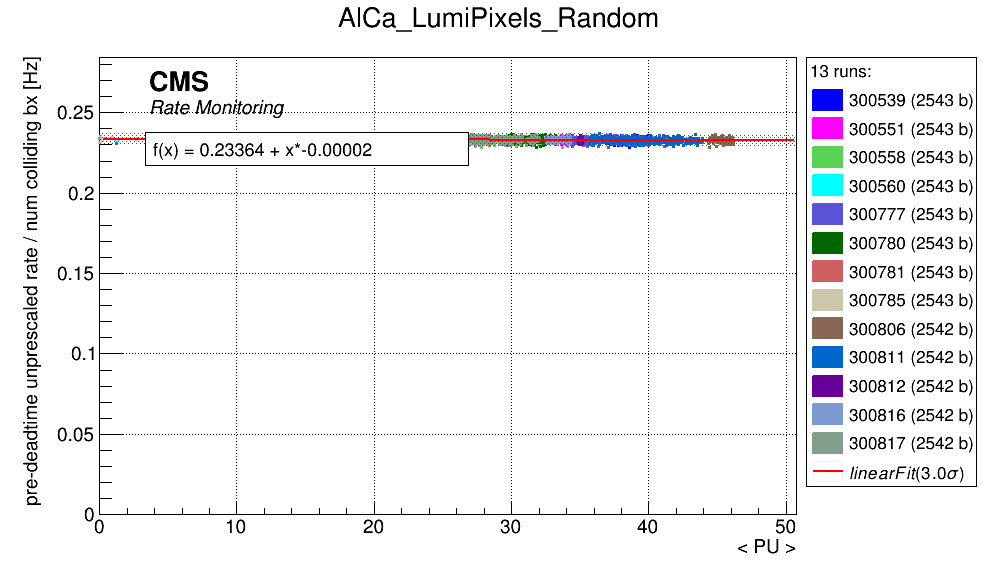 AlCa_LumiPixels_Random
pre-deadtime unprescaled rate / num colliding bx [Hz]
CMS
Rate Monitoring
f(x) = 0.23364 + x*-0.00002
0.25
0.2
0.15
0.1
0.05
0
0 10 20 30 40 50
< PU >
13 runs:
300539 (2543 b)
300551 (2543 b)
300558 (2543 b)
300560 (2543 b)
300777 (2543 b)
300780 (2543 b)
300781 (2543 b)
300785 (2543 b)
300806 (2542 b)
300811 (2542 b)
300812 (2542 b)
300816 (2542 b)
300817 (2542 b)
linearFit(3.0σ)